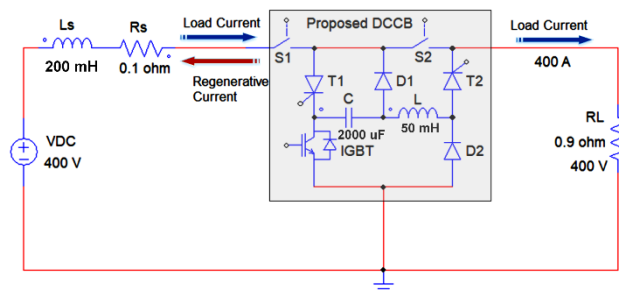 Proposed DCCB
Ls
Rs
Load Current
Load Current
200 mH
0.1 ohm
Regenerative
Current
S1
S2
400 A
T1
D1
T2
C
L
2000 uF
50 mH
IGBT
D2
VDC
400 V
RL
0.9 ohm
400 V